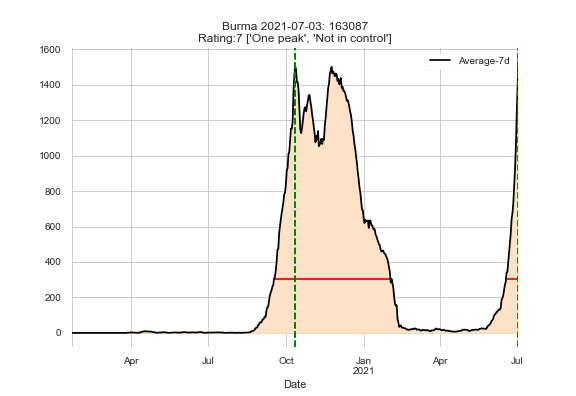 Burma 2021-07-03: 163087
Rating:7 ['One peak', 'Not in control']
Average-7d
1600
1400
1200
1000
800
600
400
200
0
Apr
Jul
Oct
Jan
2021
Apr
Jul
Date